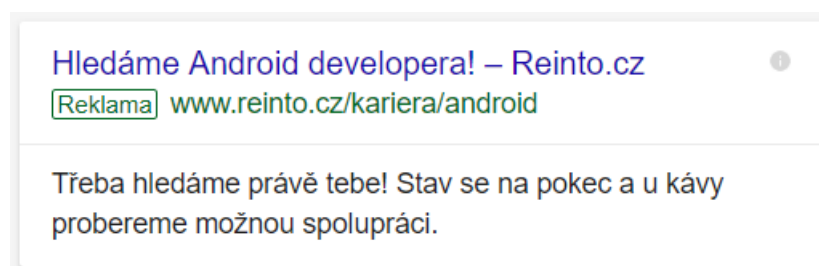 Hledáme Android developera! – Reinto.cz
Reklama www.reinto.cz/kariera/android
Třeba hledáme právě tebe! Stav se na pokec a u kávy
probereme možnou spolupráci.